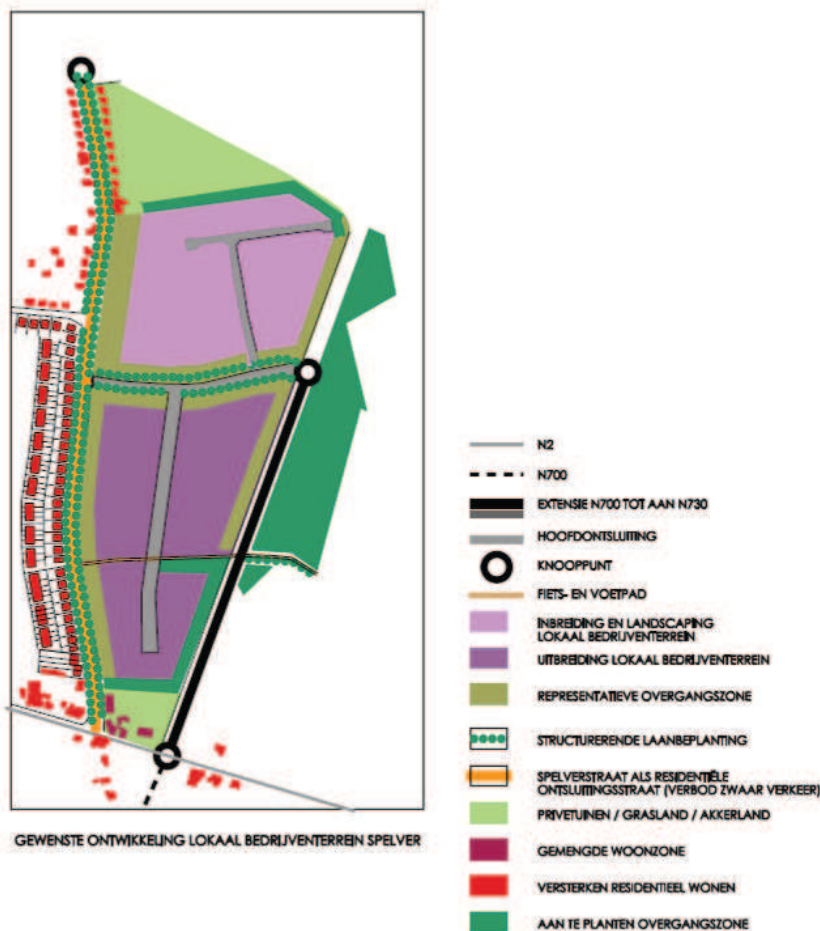 N2
N700
EXTENSIE N700 TOT AAN N730
HOOFDONTSLUITING
KNOOPPUNT
FIETS- EN VOETPAD
INBREIDING EN LANDSCAPING
LOKAAL BEDRIJVENTERREIN
UITBREIDING LOKAAL BEDRIJVENTERREIN
REPRESENTATIEVE OVERGANGSZONE
STRUCTURERENDE LAANBEPLANTING
SPELVERSTRAAT ALS RESIDENTIËLE
ONTSLUITINGSSTRAAT (VERBOD ZWAAR VERKEER)
PRIVETUINEN / GRASLAND / AKKERLAND
GEMENGDE WOONZONE
VERSTERKEN RESIDENTIEEL WONEN
AAN TE PLANTEN OVERGANGSZONE
GEWENSTE ONTWIKKELING LOKAAL BEDRIJVENTERREIN SPELVER